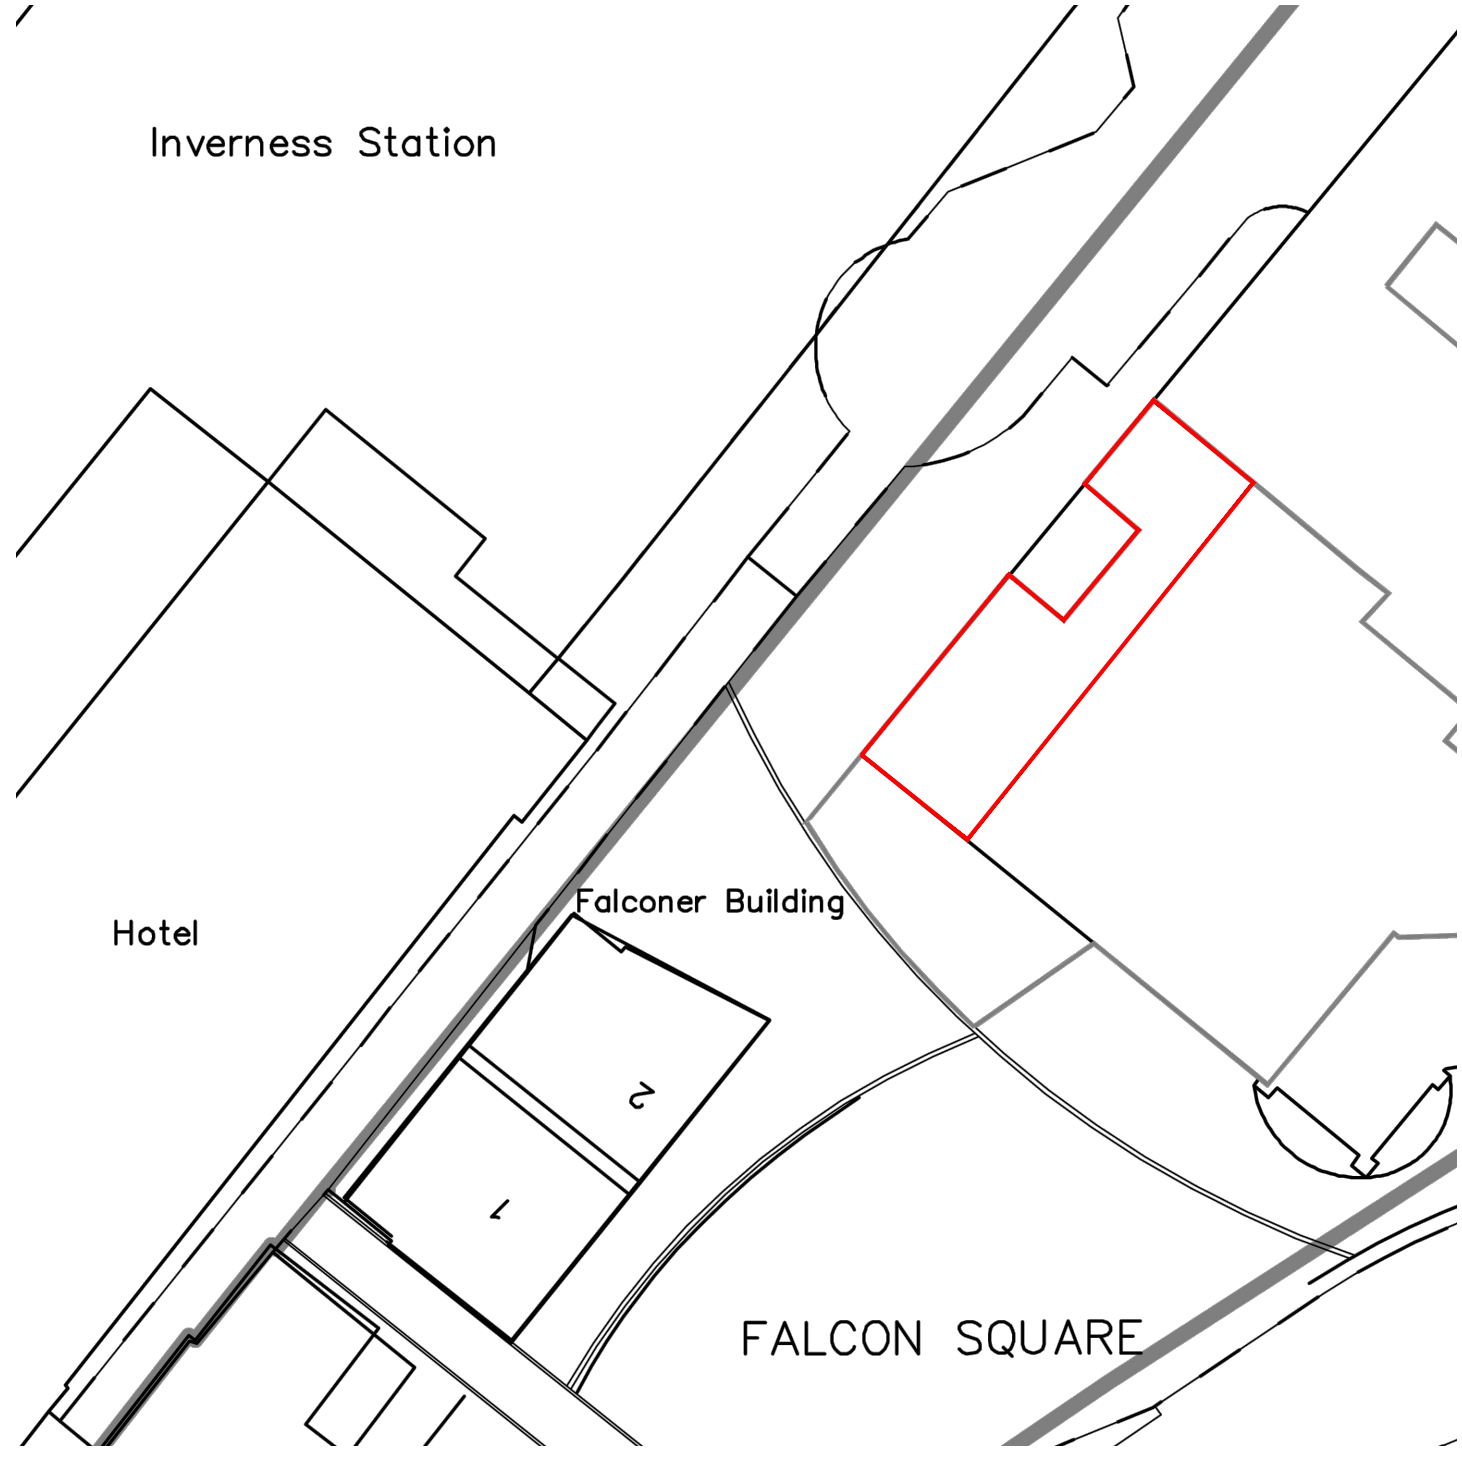 Inverness Station
Falconer Building
Hotel
2
1
FALCON SQUARE